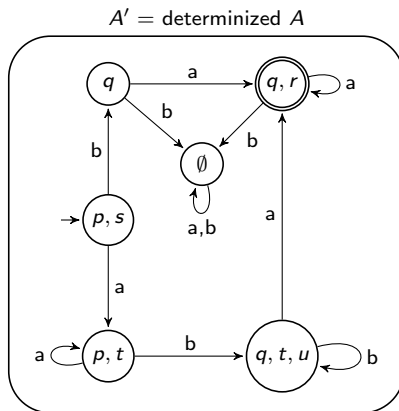 A′ = determinized A
q
a
q, r
a
b
b
∅
b
a,b
a
p, s
a
a
p, t
b
q, t, u
b